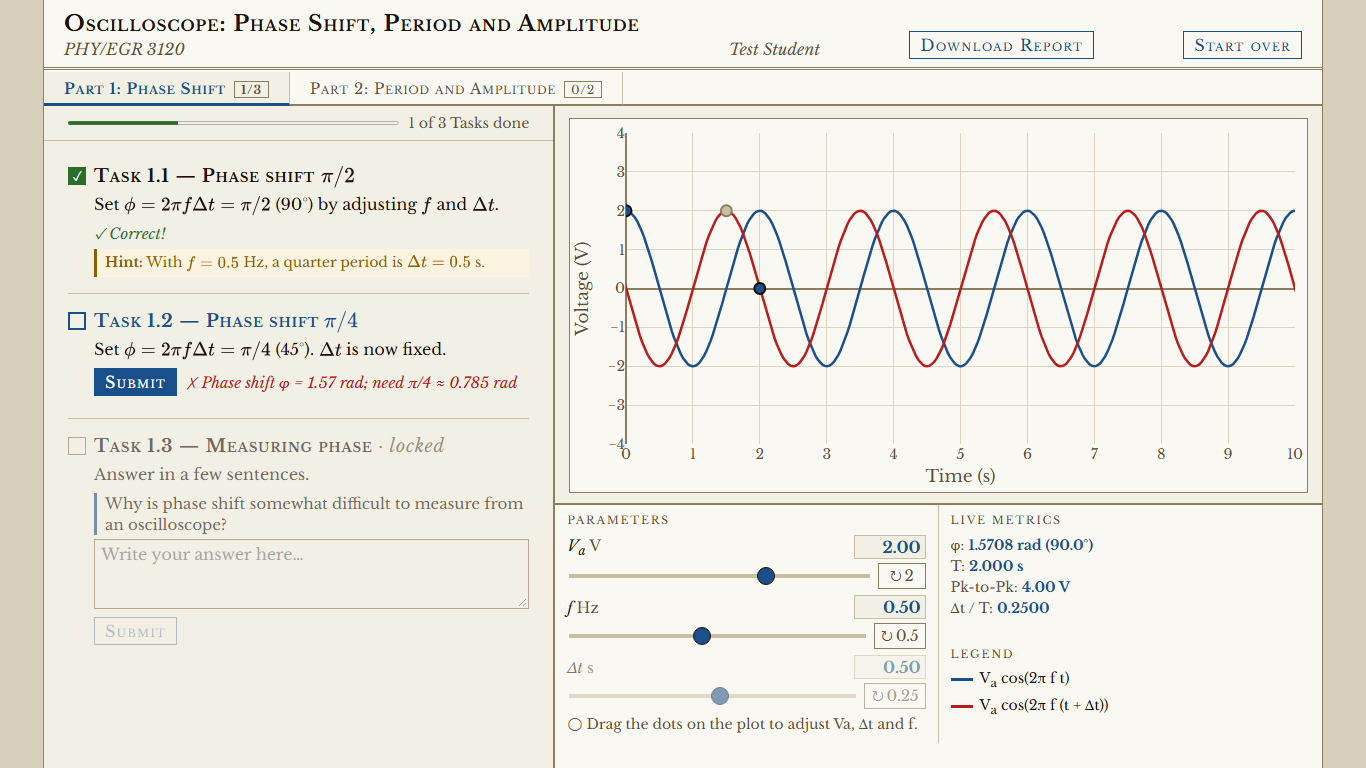 Oscilloscope: Phase Shift, Period and Amplitude
PHY/EGR 3120
Test Student
Download Report
Start over
Part 1: Phase Shift 1/3
Part 2: Period and Amplitude 0/2
1 of 3 Tasks done
✓ Task 1.1 — Phase shift π/2
Set ϕ = 2πfΔt = π/2 (90°) by adjusting f and Δt.
✓ Correct!
Hint: With f = 0.5 Hz, a quarter period is Δt = 0.5 s.
Task 1.2 — Phase shift π/4
Set ϕ = 2πfΔt = π/4 (45°). Δt is now fixed.
Submit ✗ Phase shift φ = 1.57 rad; need π/4 ≈ 0.785 rad
Task 1.3 — Measuring phase · locked
Answer in a few sentences.
Why is phase shift somewhat difficult to measure from
an oscilloscope?
Write your answer here...
Submit
4
3
2
1
0
−1
−2
−3
−4
Voltage (V)
0 1 2 3 4 5 6 7 8 9 10
Time (s)
PARAMETERS
Va V 2.00
↻ 2
f Hz 0.50
↻ 0.5
Δt s 0.50
↻ 0.25
Drag the dots on the plot to adjust Va, Δt and f.
LIVE METRICS
φ: 1.5708 rad (90.0°)
T: 2.000 s
Pk-to-Pk: 4.00 V
Δt / T: 0.2500
LEGEND
Va cos(2π f t)
Va cos(2π f (t + Δt))